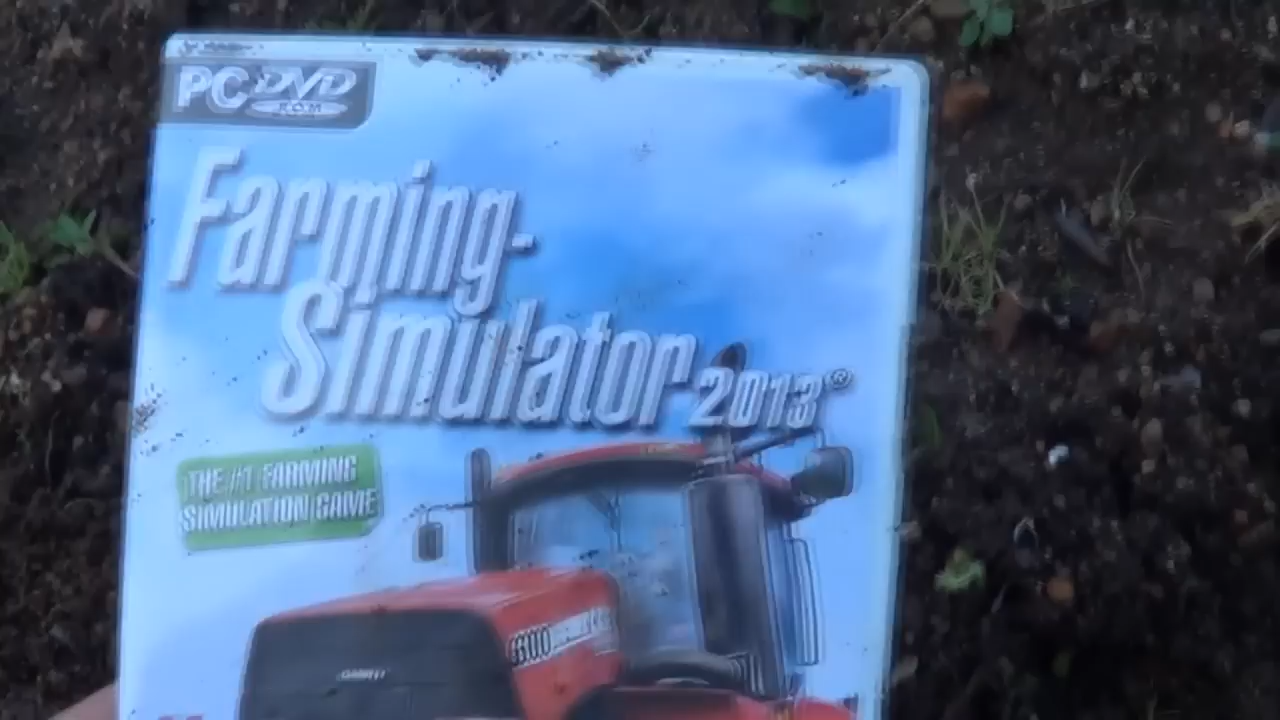 PC DVD
ROM
Farming-
Simulator 2013®
THE #1 FARMING
SIMULATION GAME